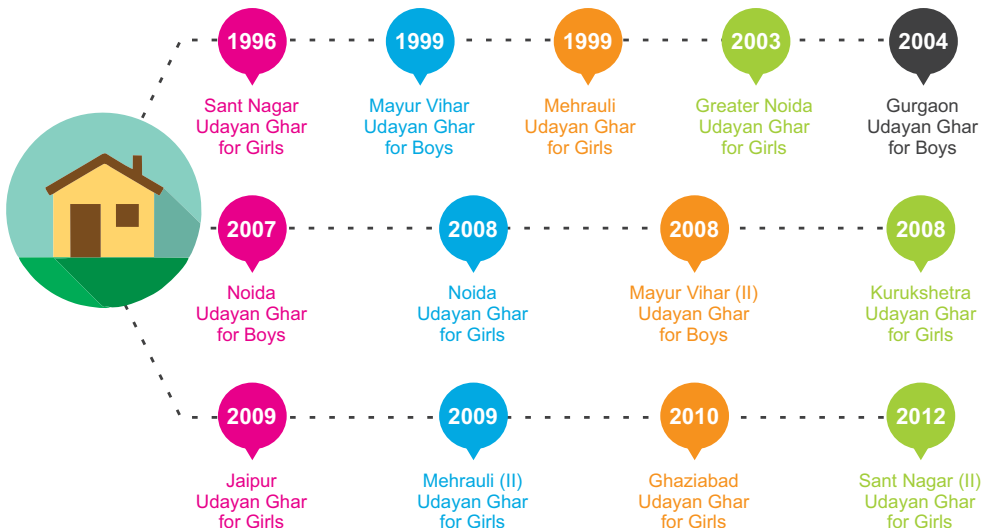 1996
Sant Nagar
Udayan Ghar
for Girls
1999
Mayur Vihar
Udayan Ghar
for Boys
1999
Mehrauli
Udayan Ghar
for Girls
2003
Greater Noida
Udayan Ghar
for Girls
2004
Gurgaon
Udayan Ghar
for Boys
2007
Noida
Udayan Ghar
for Boys
2008
Noida
Udayan Ghar
for Girls
2008
Mayur Vihar (II)
Udayan Ghar
for Boys
2008
Kurukshetra
Udayan Ghar
for Girls
2009
Jaipur
Udayan Ghar
for Girls
2009
Mehrauli (II)
Udayan Ghar
for Girls
2010
Ghaziabad
Udayan Ghar
for Girls
2012
Sant Nagar (II)
Udayan Ghar
for Girls